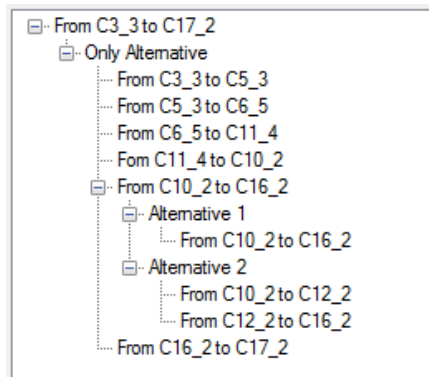 From C3_3 to C17_2
Only Alternative
From C3_3 to C5_3
From C5_3 to C6_5
From C6_5 to C11_4
Fom C11_4 to C10_2
From C10_2 to C16_2
Alternative 1
From C10_2 to C16_2
Alternative 2
From C10_2 to C12_2
From C12_2 to C16_2
From C16_2 to C17_2